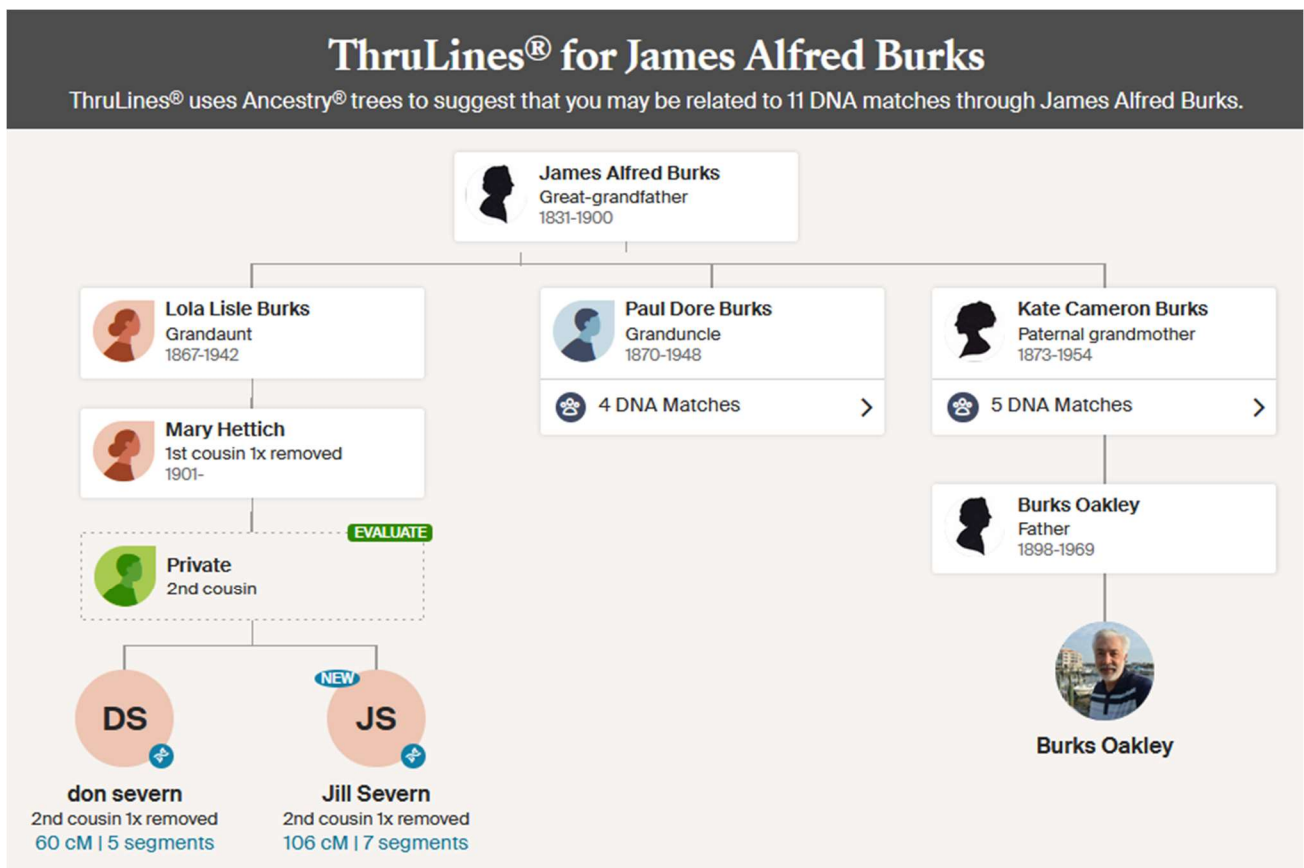 ThruLines® for James Alfred Burks
ThruLines® uses Ancestry® trees to suggest that you may be related to 11 DNA matches through James Alfred Burks.
James Alfred Burks
Great-grandfather
1831-1900
Lola Lisle Burks
Grandaunt
1867-1942
Paul Dore Burks
Granduncle
1870-1948
4 DNA Matches
Kate Cameron Burks
Paternal grandmother
1873-1954
5 DNA Matches
Mary Hettich
1st cousin 1x removed
1901-
Burks Oakley
Father
1898-1969
EVALUATE
Private
2nd cousin
DS
don severn
2nd cousin 1x removed
60 cM | 5 segments
NEW
JS
Jill Severn
2nd cousin 1x removed
106 cM | 7 segments
Burks Oakley